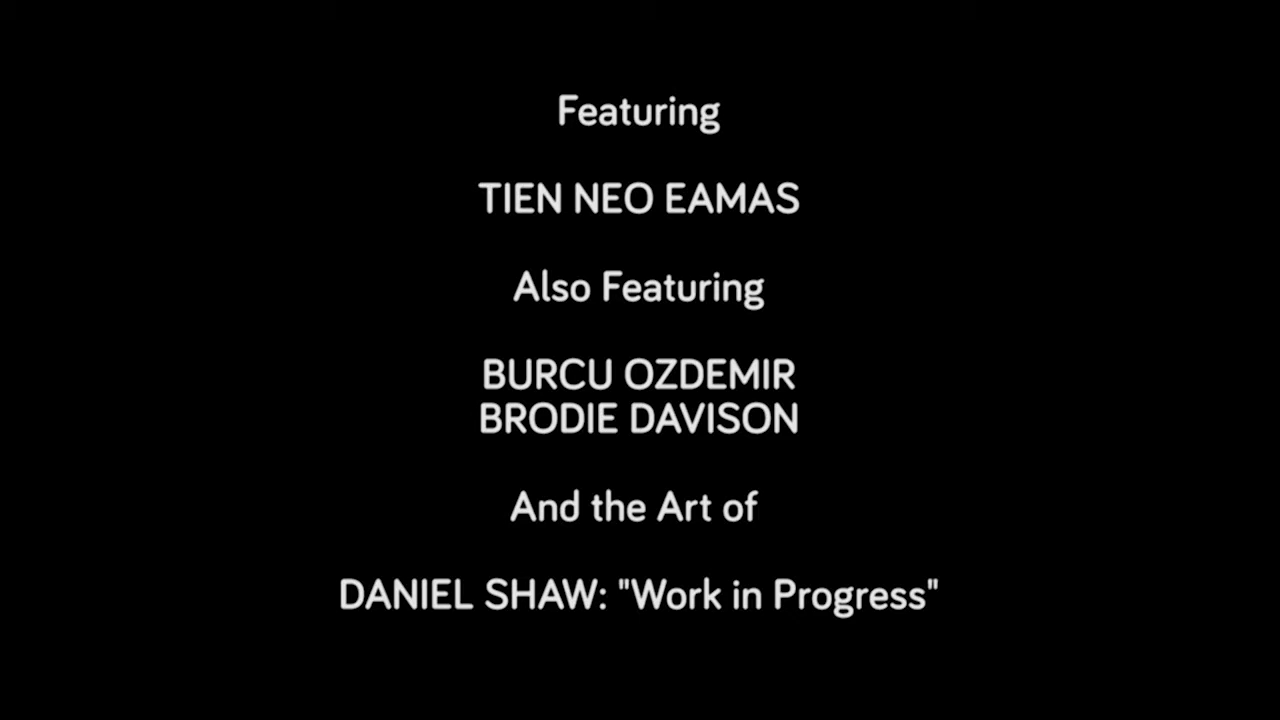 Featuring
TIEN NEO EAMAS
Also Featuring
BURCU OZDEMIR
BRODIE DAVISON
And the Art of
DANIEL SHAW: "Work in Progress"